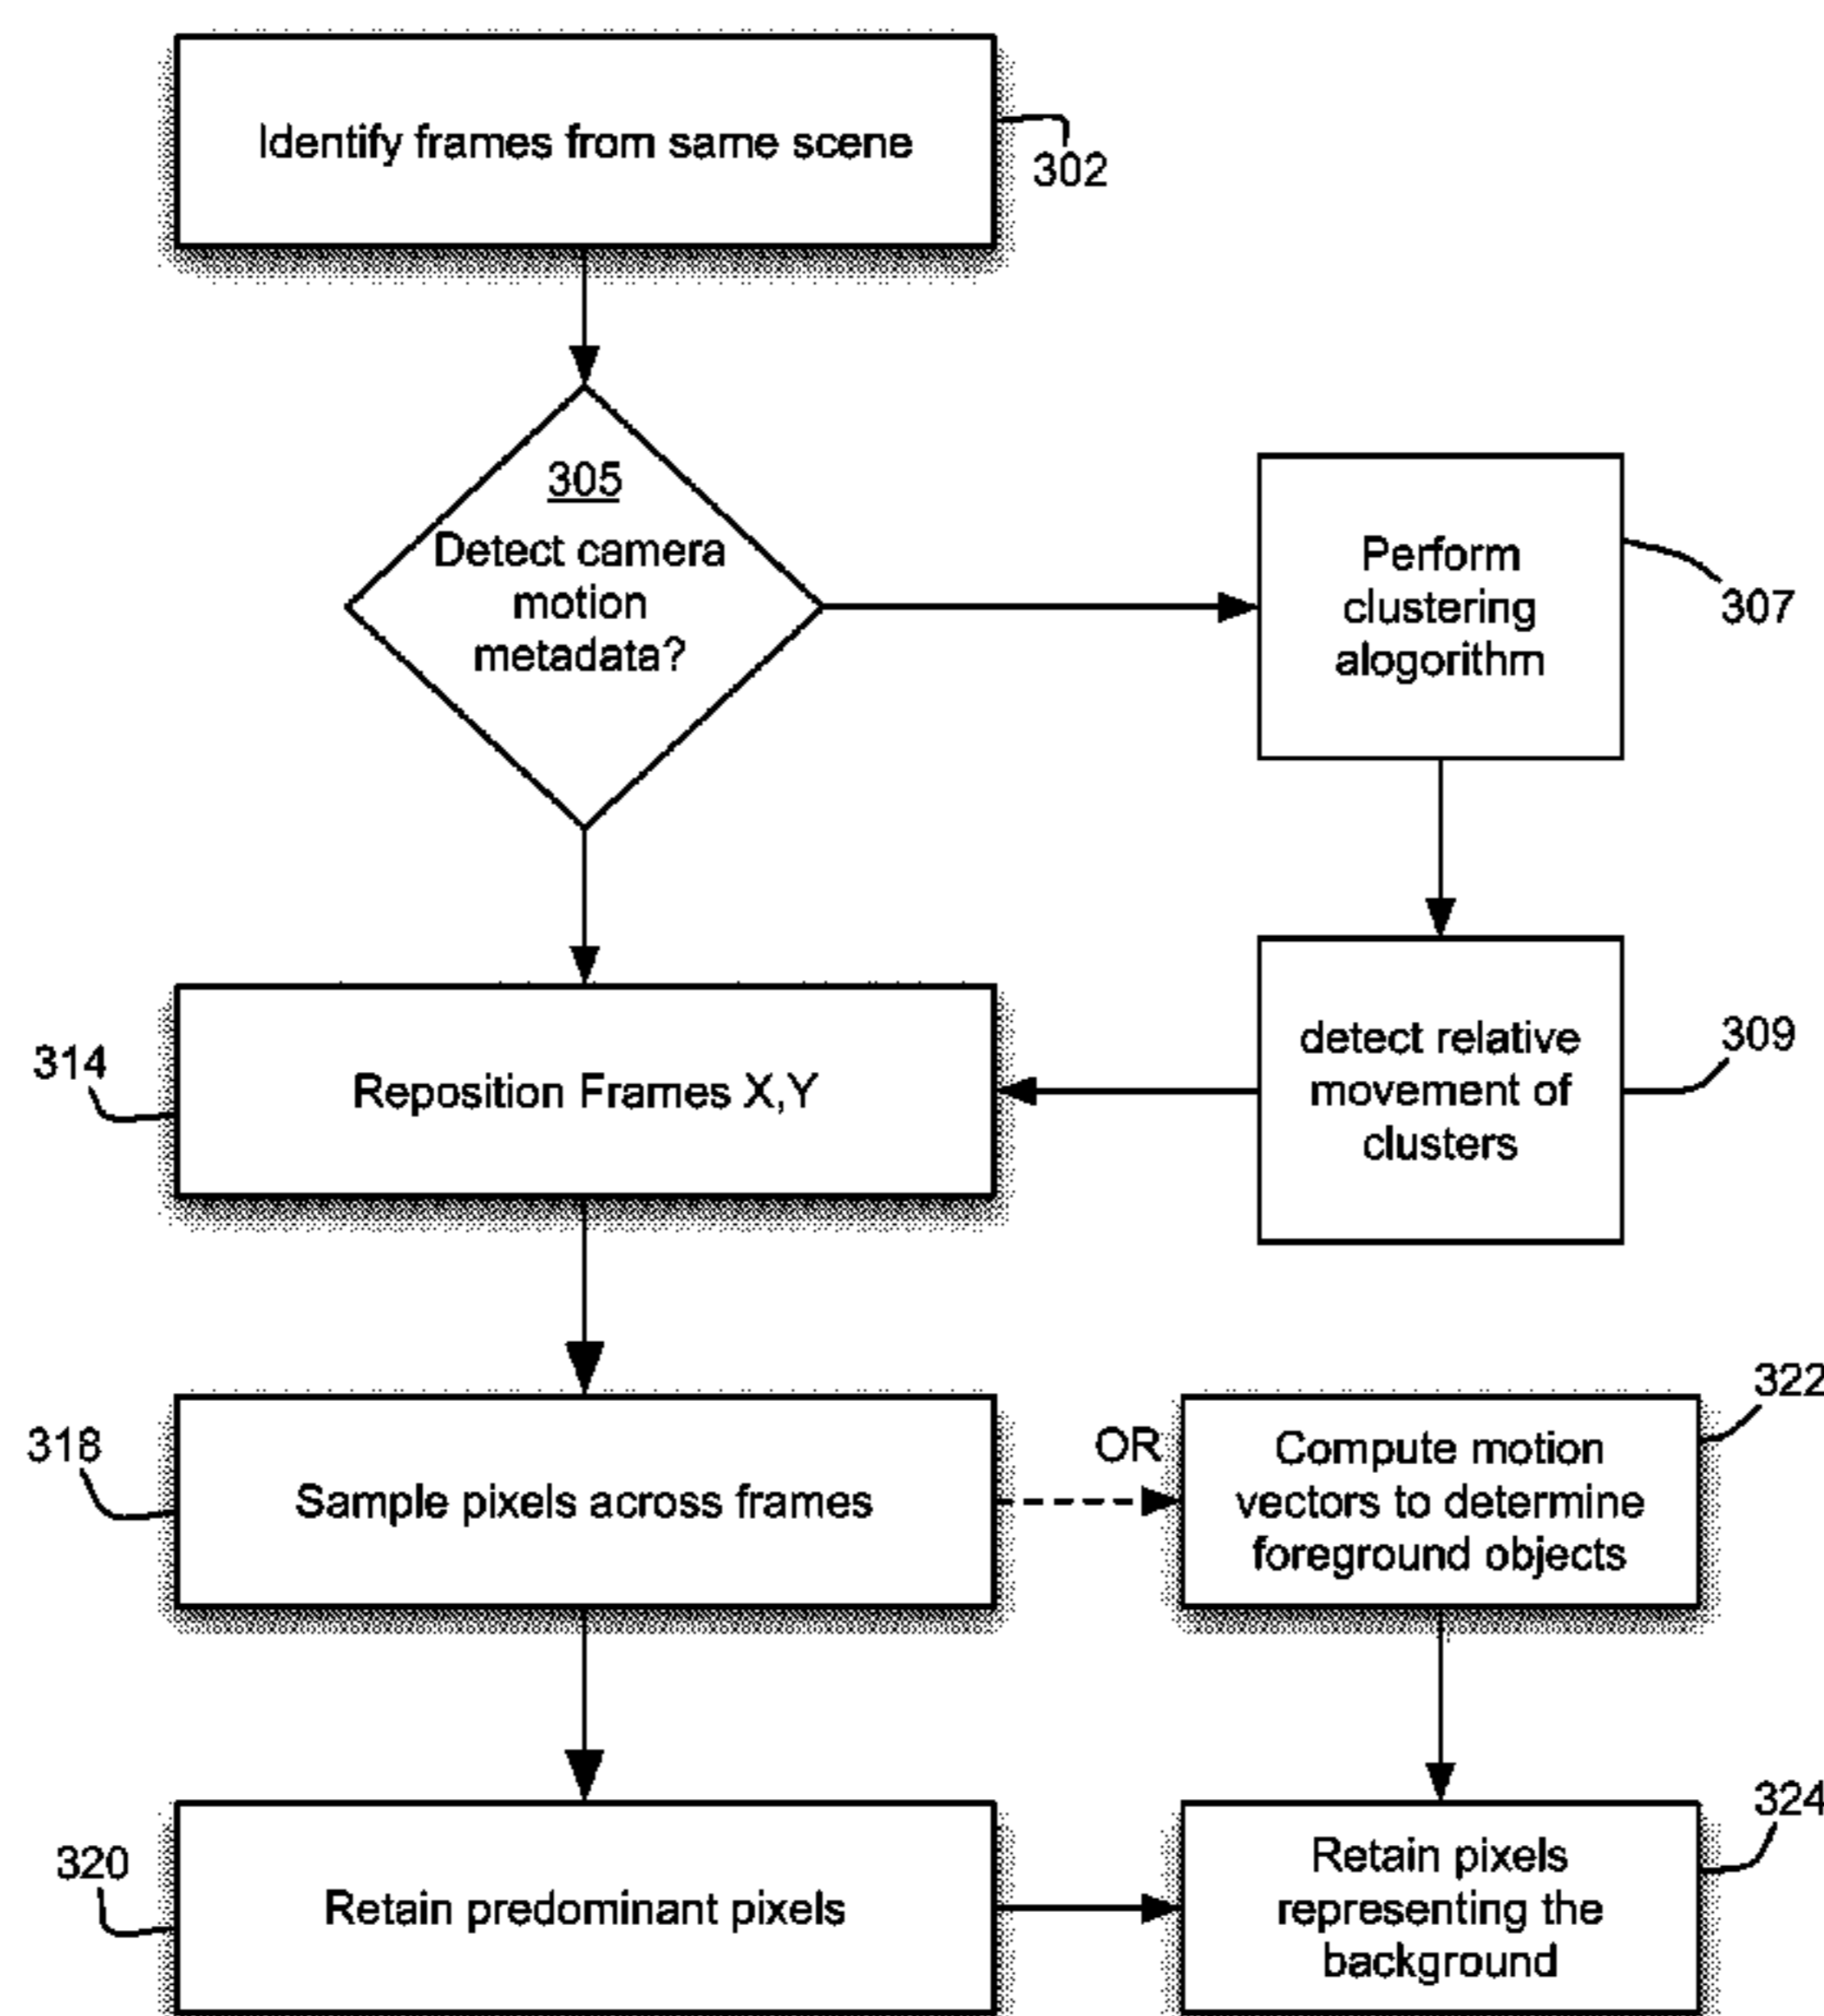 Identify frames from same scene
302
305
Detect camera
motion
metadata?
Perform
clustering
alogorithm
307
314
Reposition Frames X,Y
detect relative
movement of
clusters
309
318
Sample pixels across frames
OR
Compute motion
vectors to determine
foreground objects
322
320
Retain predominant pixels
Retain pixels
representing the
background
324